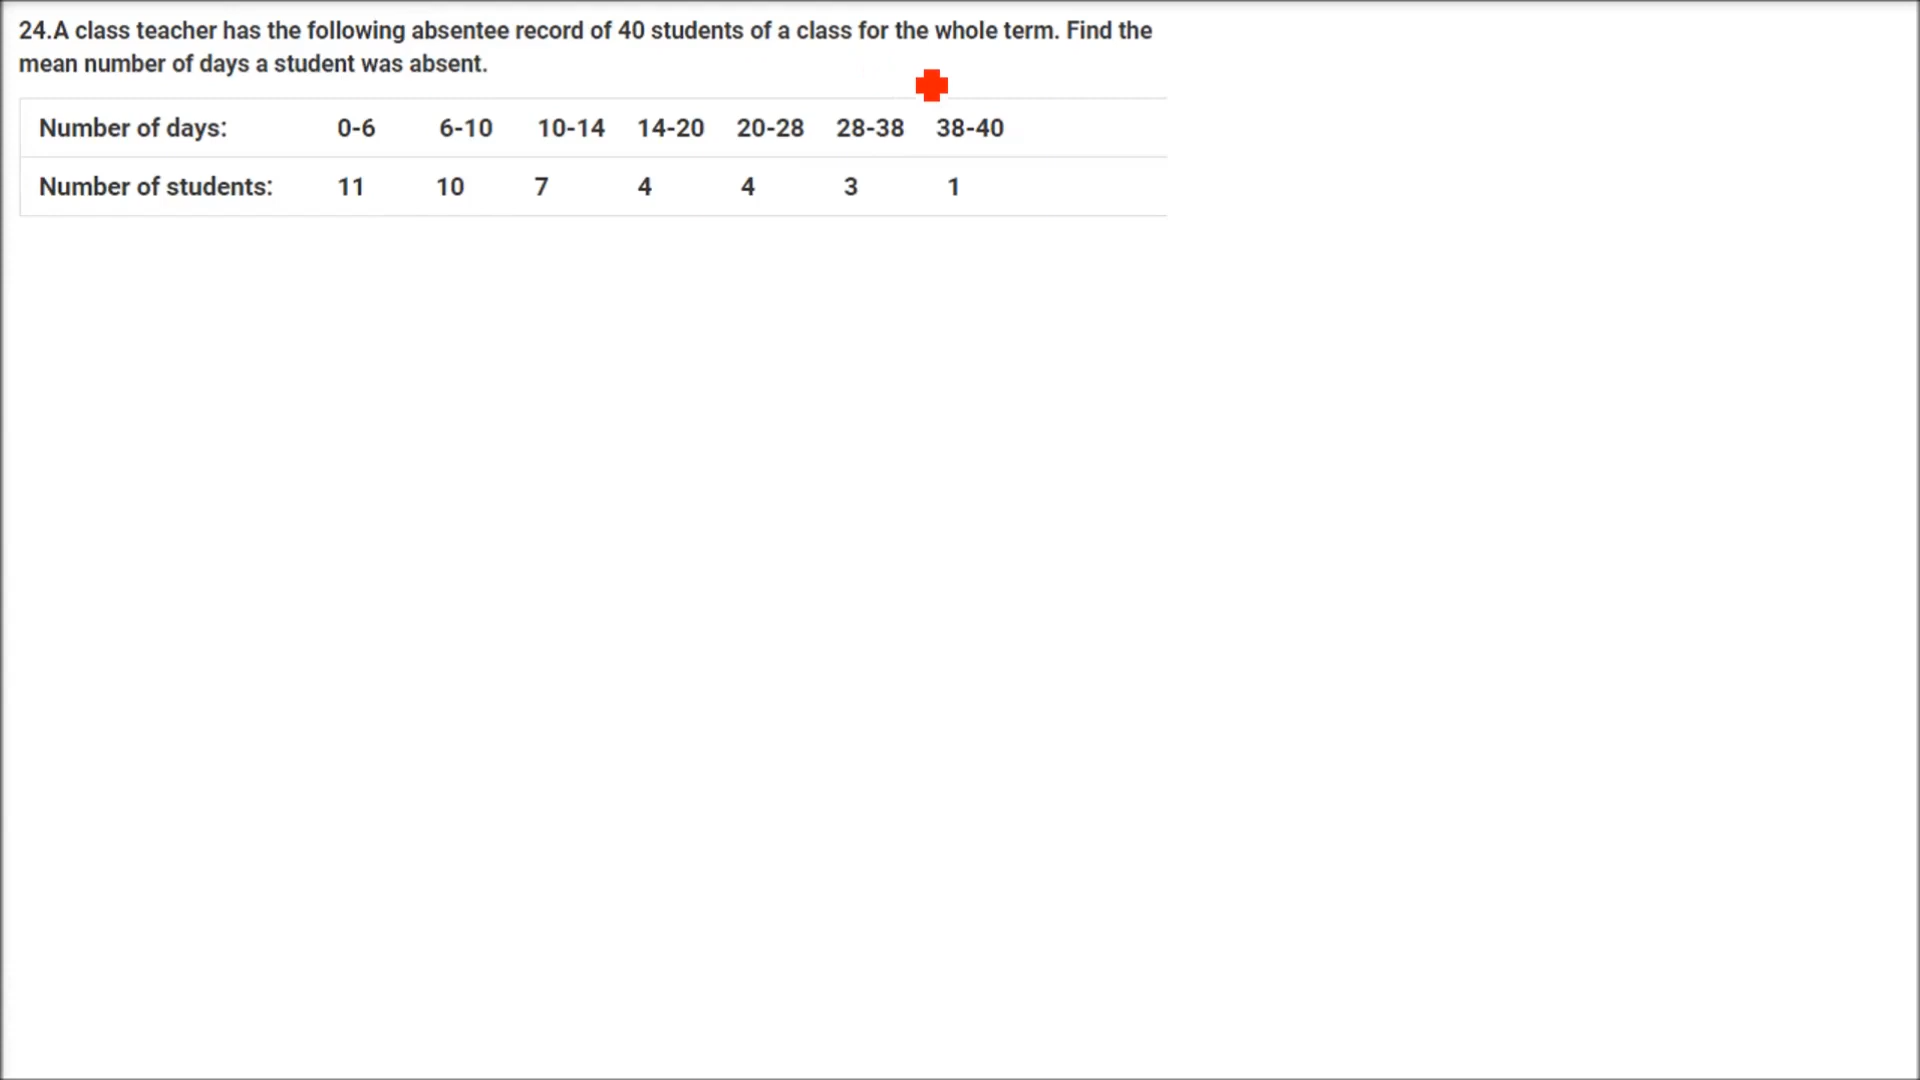 24.A class teacher has the following absentee record of 40 students of a class for the whole term. Find the
mean number of days a student was absent.
Number of days: 0-6 6-10 10-14 14-20 20-28 28-38 38-40
Number of students: 11 10 7 4 4 3 1